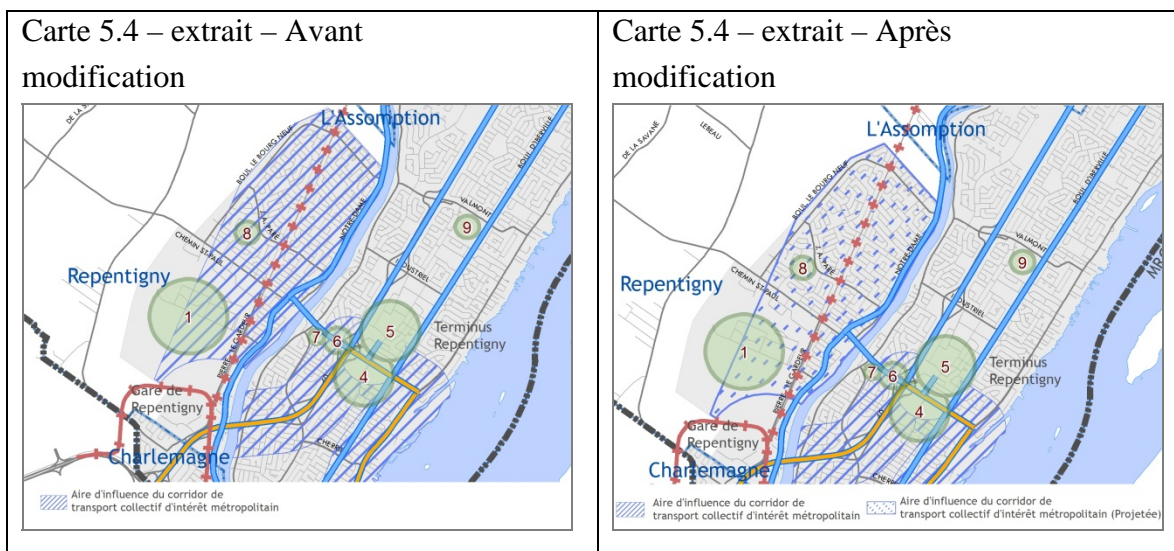 Carte 5.4 – extrait – Avant
modification
DE LA S
L'Assomption
BOUL. LE BOURG-NEUF
BOUL. D'IBERVILLE
NOTRE-DAME
VALMONT
J.A. PARÉ
8
9
CHEMIN ST-PAUL
Repentigny
1
7
6
5
Terminus
Repentigny
4
Gare de
Repentigny
Charlemagne
Aire d'influence du corridor de
transport collectif d'intérêt métropolitain
Carte 5.4 – extrait – Après
modification
DE LA SAVANE
LEBEAU
L'Assomption
BOUL. LE BOURG-NEUF
BOUL. D'IBERVILLE
NOTRE-DAME
VALMONT
J.A. PARÉ
8
9
CHEMIN ST-PAUL
Repentigny
1
7
6
5
Terminus
Repentigny
4
Gare de
Repentigny
Charlemagne
Aire d'influence du corridor de
transport collectif d'intérêt métropolitain
Aire d'influence du corridor de
transport collectif d'intérêt métropolitain (Projetée)